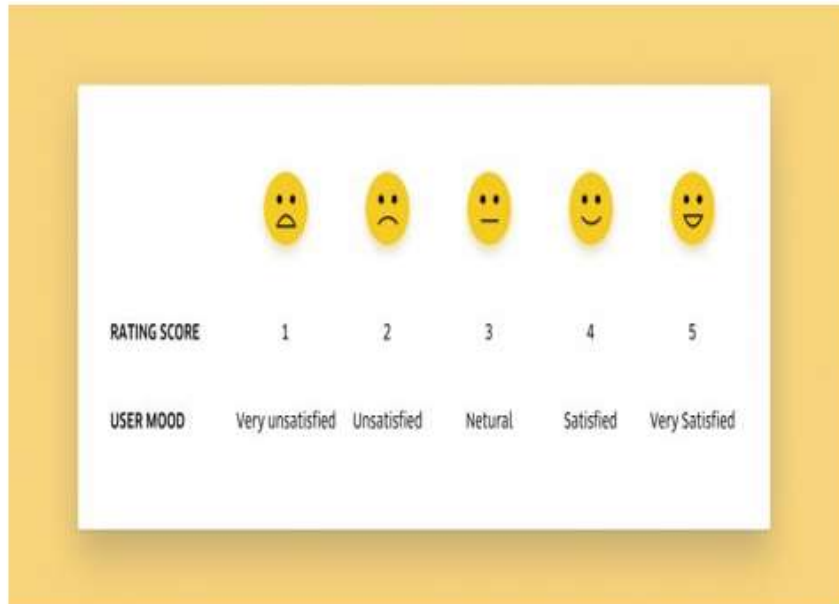 RATING SCORE 1 2 3 4 5
USER MOOD Very unsatisfied Unsatisfied Netural Satisfied Very Satisfied